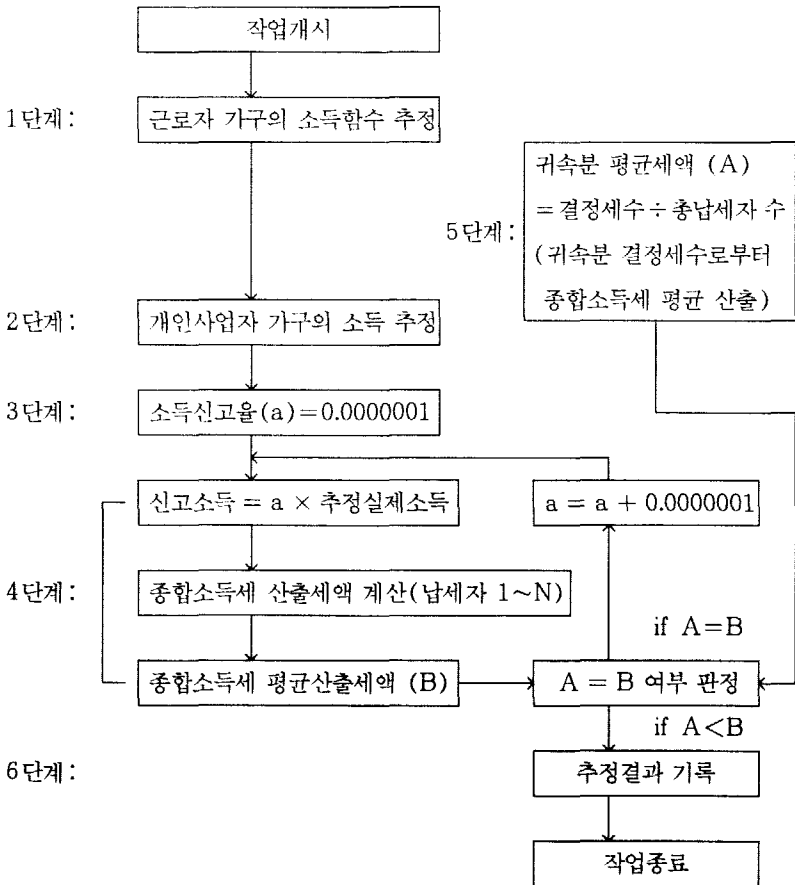 작업개시
1단계:
근로자 가구의 소득함수 추정
귀속분 평균세액 (A)
=결정세수÷총납세자 수
5단계:
(귀속분 결정세수로부터
종합소득세 평균 산출)
2단계:
개인사업자 가구의 소득 추정
3단계:
소득신고율(a)=0.0000001
신고소득 = a × 추정실제소득
a = a + 0.0000001
4단계:
종합소득세 산출세액 계산(납세자 1~N)
if A=B
종합소득세 평균산출세액 (B)
A = B 여부 판정
if A<B
6단계:
추정결과 기록
작업종료